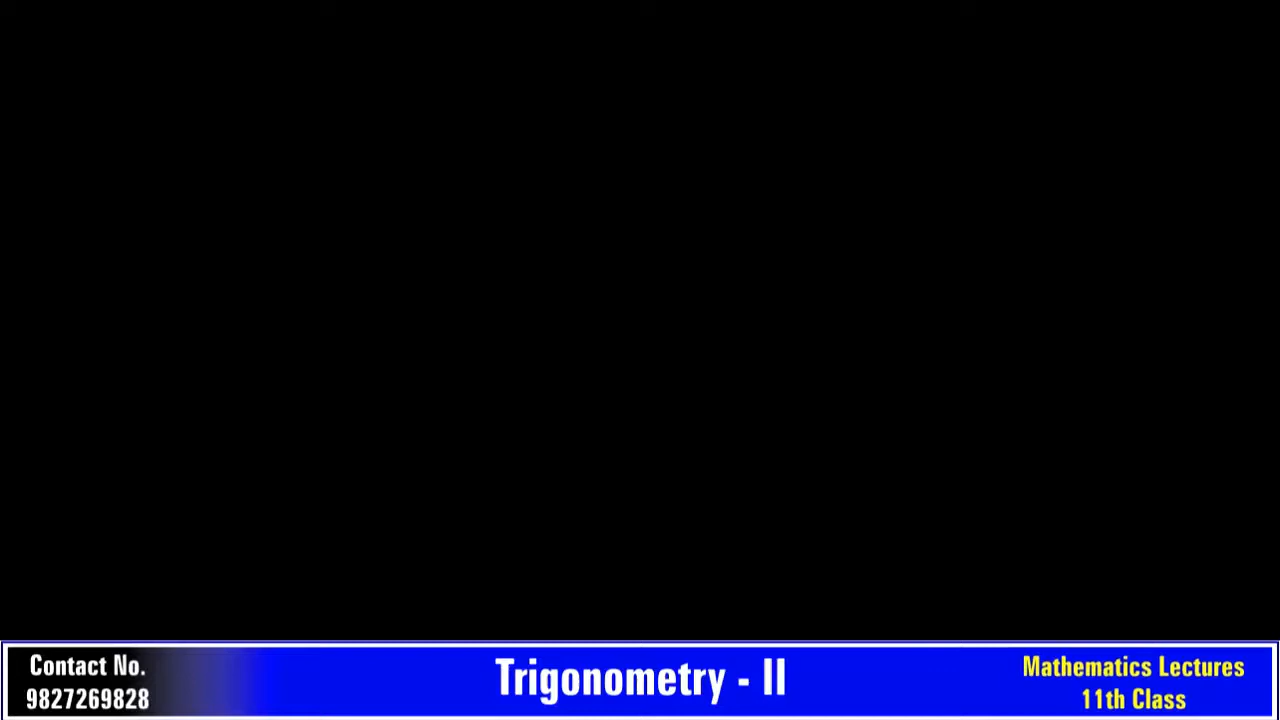 Contact No.
9827269828
Trigonometry - II
Mathematics Lectures
11th Class